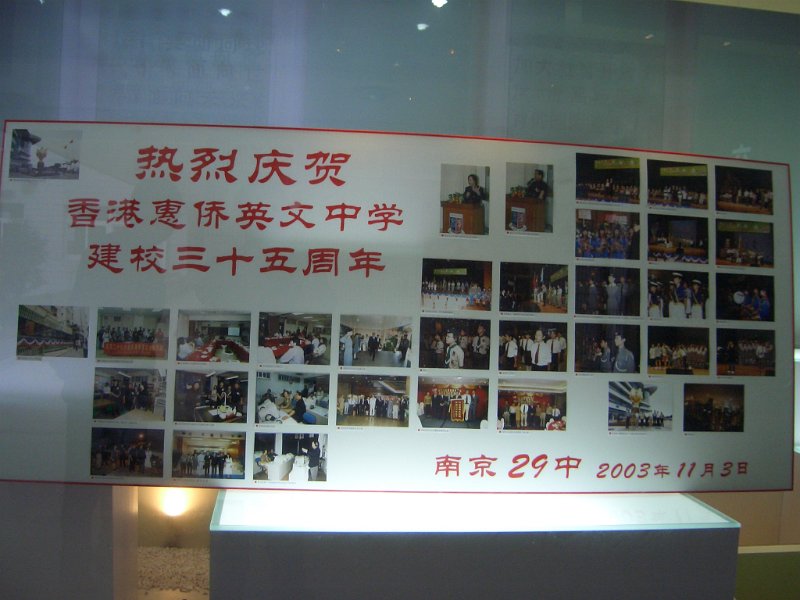 热烈庆贺
香港惠侨英文中学
建校三十五周年
南京29中 2003年11月3日